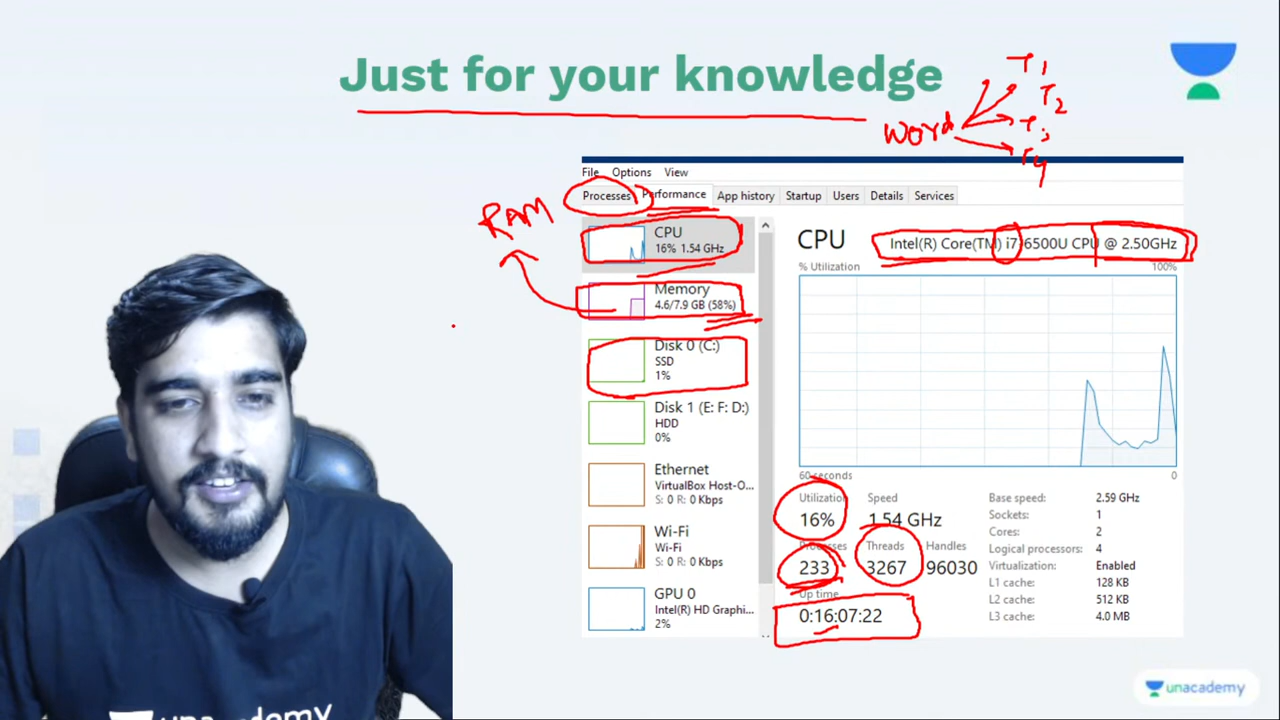 Just for your knowledge
T1
T2
word
T3
T4
File Options View
Processes Performance App history Startup Users Details Services
RAM
CPU
16% 1.54 GHz
Memory
4.6/7.9 GB (58%)
Disk 0 (C:)
SSD
1%
Disk 1 (E: F: D:)
HDD
0%
Ethernet
VirtualBox Host-O...
S: 0 R: 0 Kbps
Wi-Fi
Wi-Fi
S: 0 R: 0 Kbps
GPU 0
Intel(R) HD Graphi...
2%
CPU Intel(R) Core(TM) i7-6500U CPU @ 2.50GHz
% Utilization 100%
60 seconds 0
Utilization Speed
16% 1.54 GHz
Processes Threads Handles
233 3267 96030
Up time
0:16:07:22
Base speed: 2.59 GHz
Sockets: 1
Cores: 2
Logical processors: 4
Virtualization: Enabled
L1 cache: 128 KB
L2 cache: 512 KB
L3 cache: 4.0 MB
unacademy
unacademy